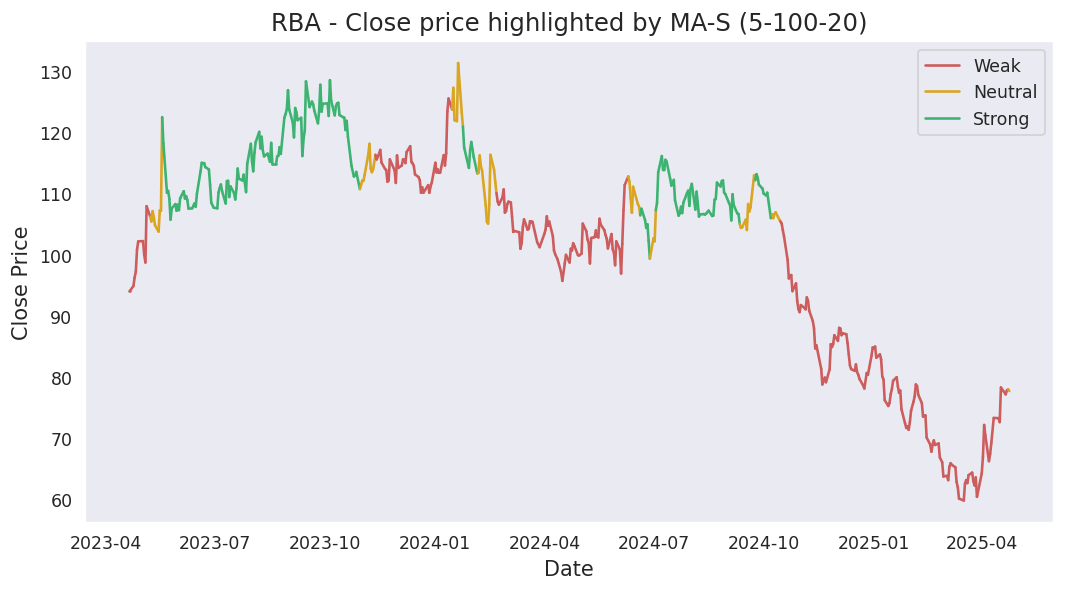 RBA - Close price highlighted by MA-S (5-100-20)
Weak
Neutral
Strong
Close Price
130
120
110
100
90
80
70
60
2023-04 2023-07 2023-10 2024-01 2024-04 2024-07 2024-10 2025-01 2025-04
Date